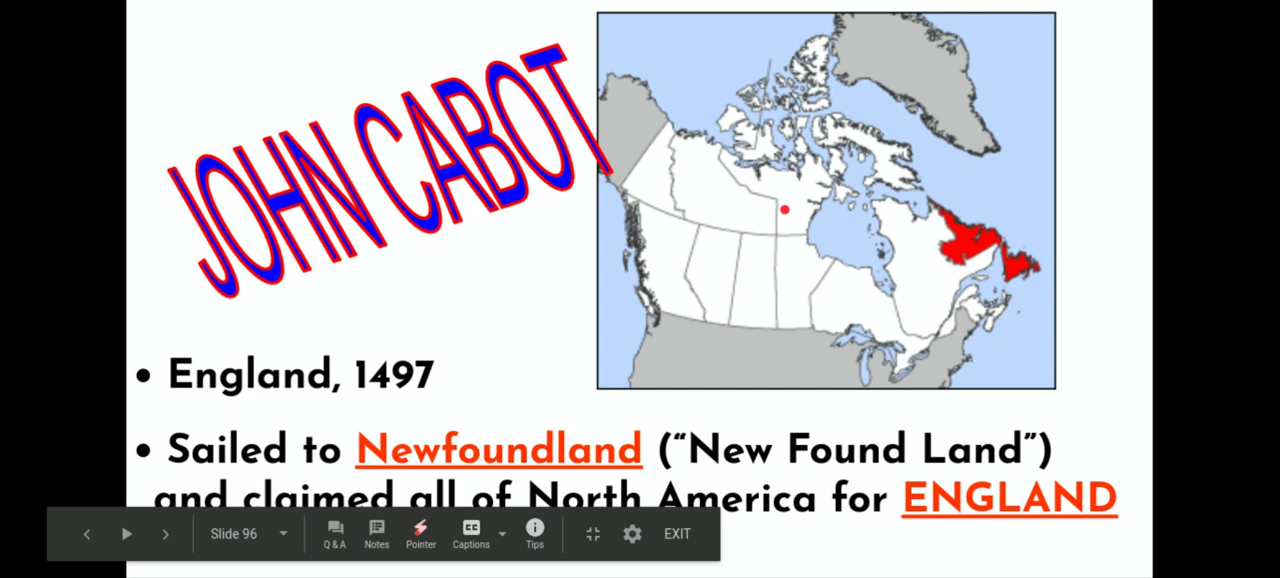 JOHN CABOT
• England, 1497
• Sailed to Newfoundland (“New Found Land”)
and claimed all of North America for ENGLAND
Slide 96
Q & A
Notes
Pointer
Captions
Tips
EXIT